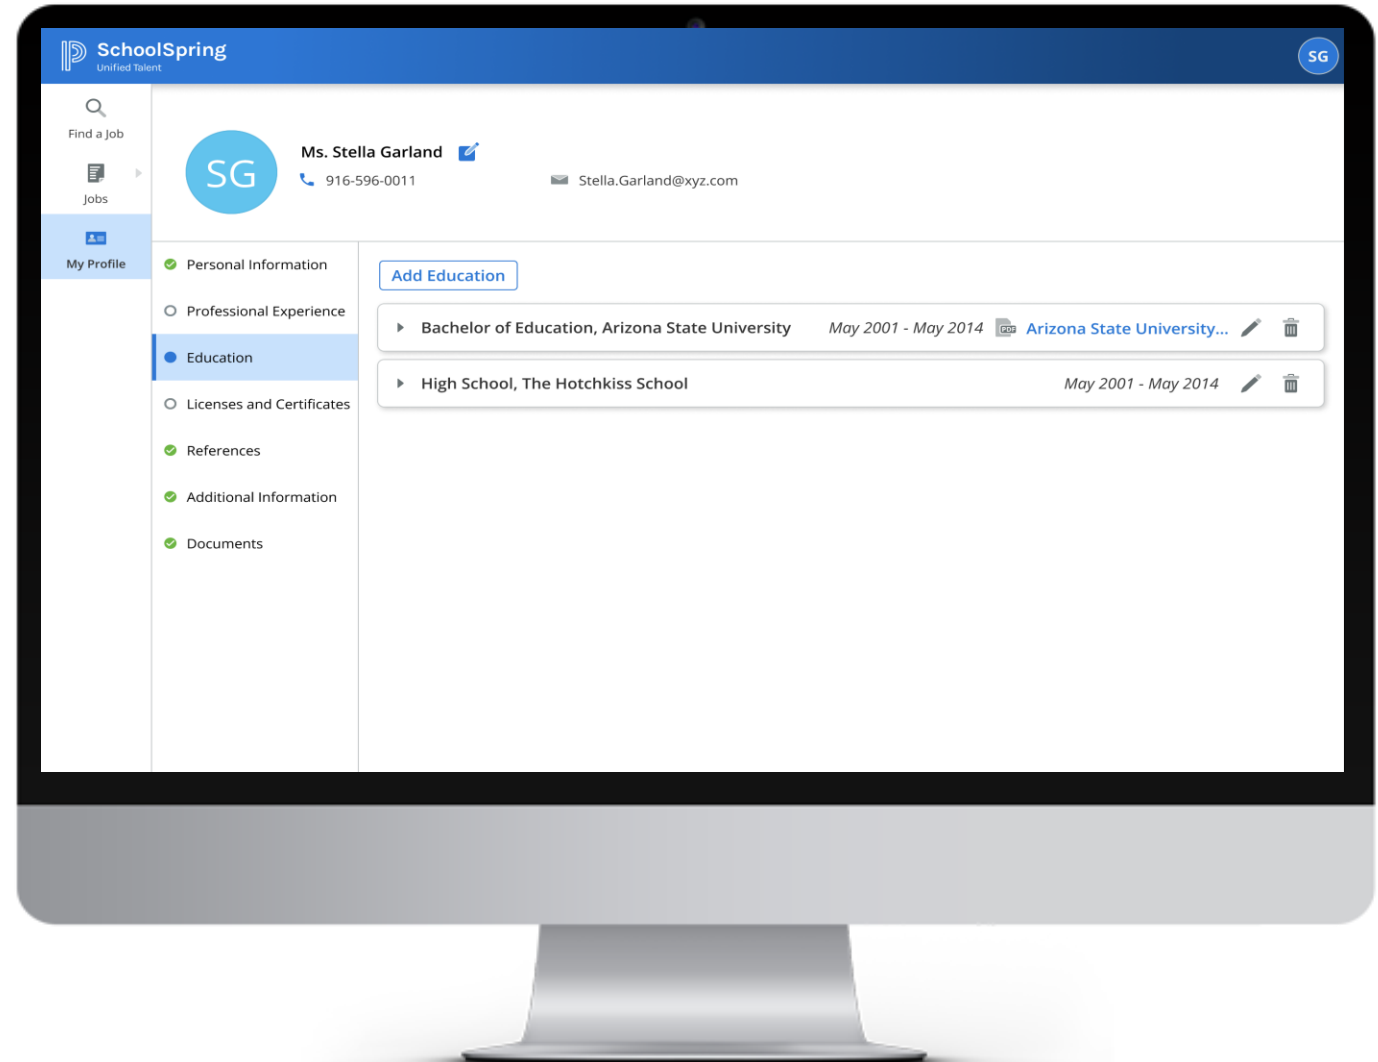 SchoolSpring
Unified Talent
SG
Find a Job
Jobs
My Profile
SG
Ms. Stella Garland
916-596-0011
Stella.Garland@xyz.com
Personal Information
Professional Experience
Education
Licenses and Certificates
References
Additional Information
Documents
Add Education
Bachelor of Education, Arizona State University May 2001 - May 2014 PDF Arizona State University...
High School, The Hotchkiss School May 2001 - May 2014